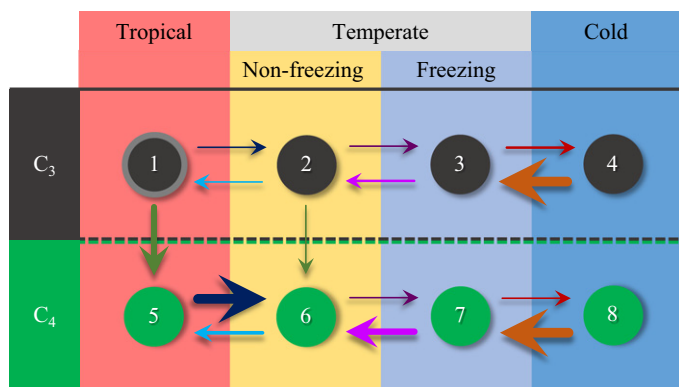 Tropical Temperate Cold
Non-freezing Freezing
C₃ 1 2 3 4
C₄ 5 6 7 8